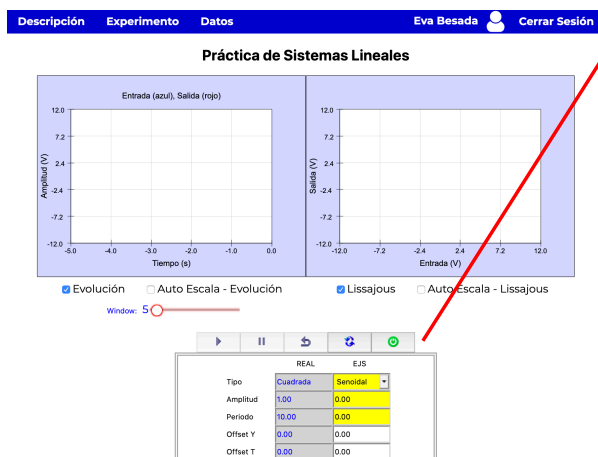 Descripción Experimento Datos Eva Besada Cerrar Sesión
Práctica de Sistemas Lineales
Entrada (azul), Salida (rojo)
12.0
7.2
2.4
-2.4
-7.2
-12.0
Amplitud (V)
-5.0 -4.0 -3.0 -2.0 -1.0 0.0
Tiempo (s)
12.0
7.2
2.4
-2.4
-7.2
-12.0
Salida (V)
-12.0 -7.2 -2.4 2.4 7.2 12.0
Entrada (V)
Evolución Auto Escala - Evolución Lissajous Auto Escala - Lissajous
Window: 5
REAL EJS
Tipo Cuadrada Senoidal
Amplitud 1.00 0.00
Periodo 10.00 0.00
Offset Y 0.00 0.00
Offset T 0.00 0.00